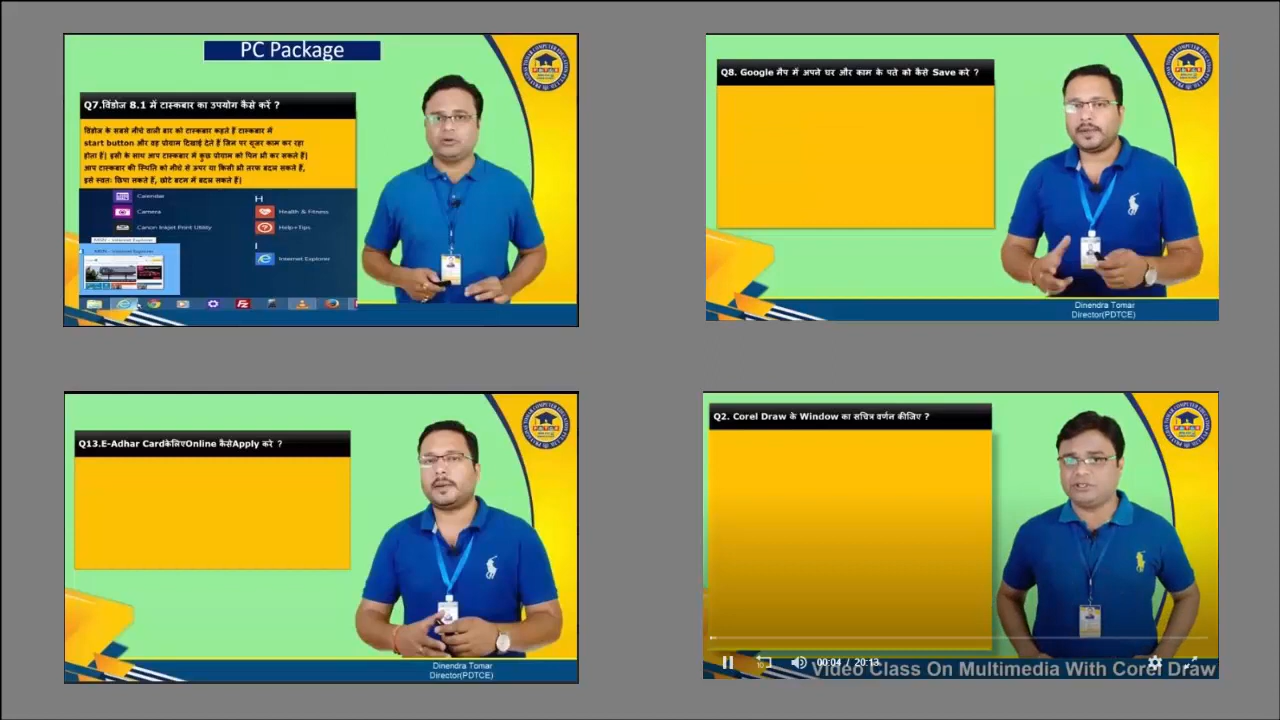 PC Package
Q7.विंडोज 8.1 में टास्कबार का उपयोग कैसे करें ?
विंडोज के सबसे नीचे वाली बार को टास्कबार कहते हैं टास्कबार में
start button और वह प्रोग्राम दिखाई देते हैं जिन पर यूजर काम कर रहा
होता हैं| इसी के साथ आप टास्कबार में कुछ प्रोग्राम को पिन भी कर सकते हैं|
आप टास्कबार की स्थिति को नीचे से ऊपर या किसी भी तरफ बदल सकते हैं,
इसे स्वतः छिपा सकते हैं, छोटे बटन में बदल सकते हैं|
Calendar
H
Camera
Health & Fitness
Canon Inkjet Print Utility
Help+Tips
I
Internet Explorer
Q8. Google मैप में अपने घर और काम के पते को कैसे Save करे ?
Dinendra Tomar
Director(PDTCE)
Q13.E-Adhar CardकेलिएOnline कैसेApply करे ?
Dinendra Tomar
Director(PDTCE)
Q2. Corel Draw के Window का सचित्र वर्णन कीजिए ?
00:04 / 20:13
Video Class On Multimedia With Corel Draw